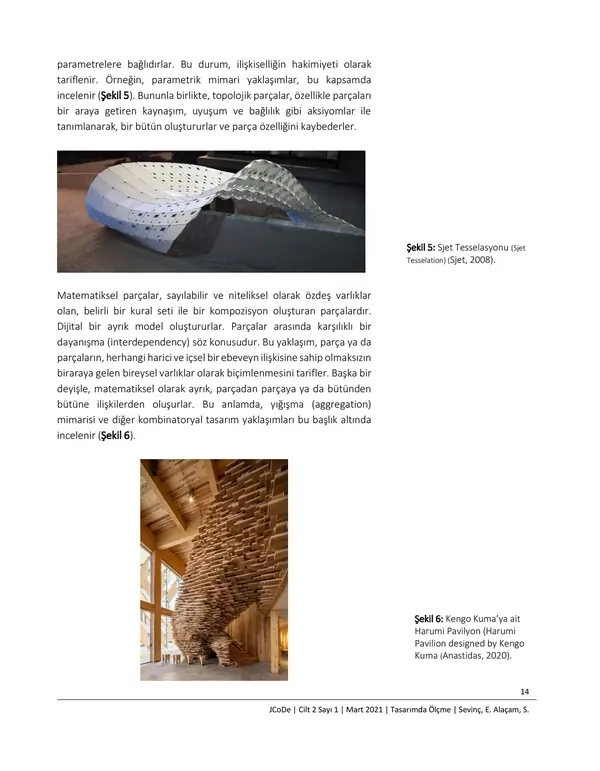 parametrelere bağlıdırlar. Bu durum, ilişkiselliğin hakimiyeti olarak
tariflenir. Örneğin, parametrik mimari yaklaşımlar, bu kapsamda
incelenir (Şekil 5). Bununla birlikte, topolojik parçalar, özellikle parçaları
bir araya getiren kaynaşım, uyuşum ve bağlılık gibi aksiyomlar ile
tanımlanarak, bir bütün oluştururlar ve parça özelliğini kaybederler.
Şekil 5: Sjet Tesselasyonu (Sjet
Tesselation) (Sjet, 2008).
Matematiksel parçalar, sayılabilir ve niteliksel olarak özdeş varlıklar
olan, belirli bir kural seti ile bir kompozisyon oluşturan parçalardır.
Dijital bir ayrık model oluştururlar. Parçalar arasında karşılıklı bir
dayanışma (interdependency) söz konusudur. Bu yaklaşım, parça ya da
parçaların, herhangi harici ve içsel bir ebeveyn ilişkisine sahip olmaksızın
biraraya gelen bireysel varlıklar olarak biçimlenmesini tarifler. Başka bir
deyişle, matematiksel olarak ayrık, parçadan parçaya ya da bütünden
bütüne ilişkilerden oluşurlar. Bu anlamda, yığışma (aggregation)
mimarisi ve diğer kombinatoryal tasarım yaklaşımları bu başlık altında
incelenir (Şekil 6).
Şekil 6: Kengo Kuma'ya ait
Harumi Pavilyon (Harumi
Pavilion designed by Kengo
Kuma (Anastidas, 2020).
14
JCoDe | Cilt 2 Sayı 1 | Mart 2021 | Tasarımda Ölçme | Sevinç, E. Alaçam, S.